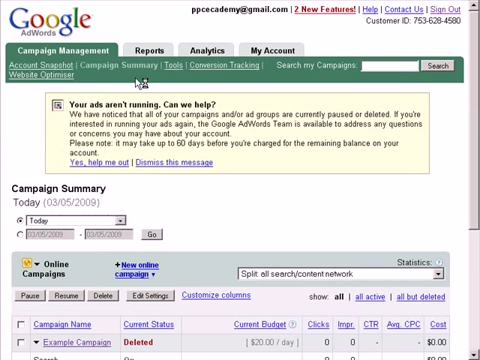 ppcecademy@gmail.com | 2 New Features! | Help | Contact Us | Sign Out
Google
AdWords
Customer ID: 753-628-4580
Campaign Management Reports Analytics My Account
Account Snapshot | Campaign Summary | Tools | Conversion Tracking | Search my Campaigns: Search
Website Optimiser
Your ads aren't running. Can we help?
We have noticed that all of your campaigns and/or ad groups are currently paused or deleted. If you're
interested in running your ads again, the Google AdWords Team is available to address any questions
or concerns you may have about your account.
Please note: it may take up to 60 days before you're charged for the remaining balance on your
account.
Yes, help me out | Dismiss this message
Campaign Summary
Today (03/05/2009)
Today
03/05/2009 - 03/05/2009 Go
Online Campaigns
+New online campaign
Statistics: ?
Split: all search/content network
Pause Resume Delete Edit Settings Customize columns show: all | all active | all but deleted
Campaign Name Current Status Current Budget ? Clicks Impr. CTR Avg. CPC Cost
Example Campaign Deleted [ $20.00 / day ] 0 0 - - $0.00
Search On 0 0 - - $0.00